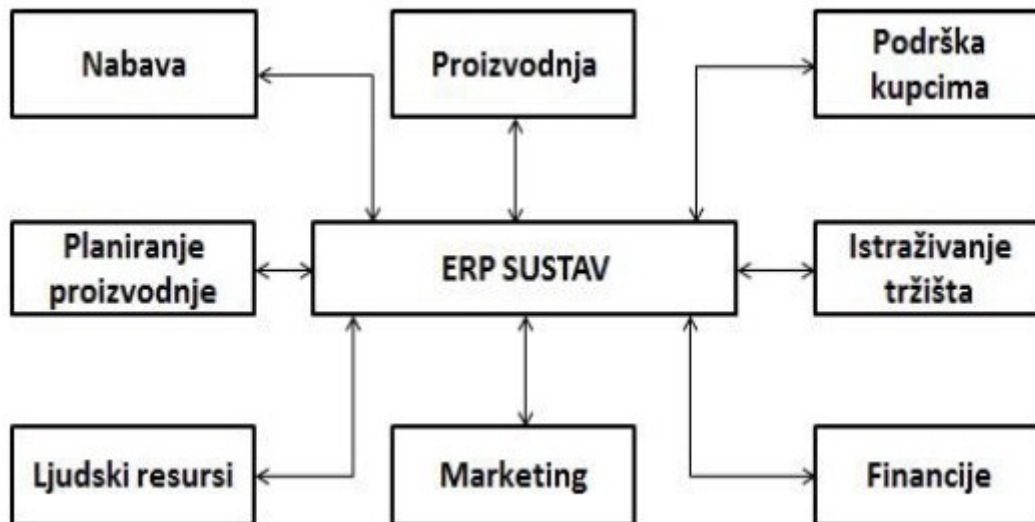 Nabava
Proizvodnja
Podrška
kupcima
Planiranje
proizvodnje
ERP SUSTAV
Istraživanje
tržišta
Ljudski resursi
Marketing
Financije